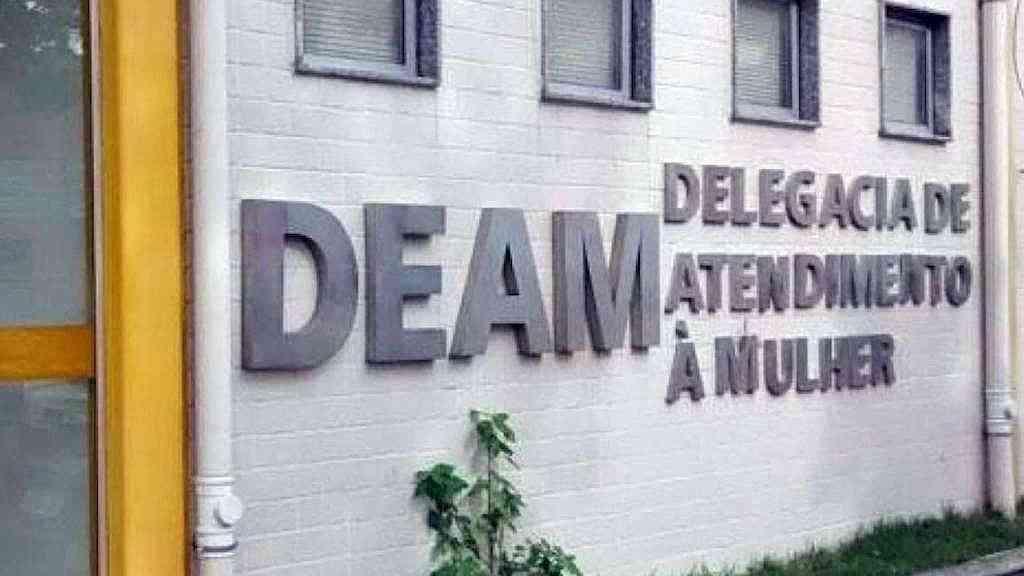 DEAM
DELEGACIA DE
ATENDIMENTO
À MULHER